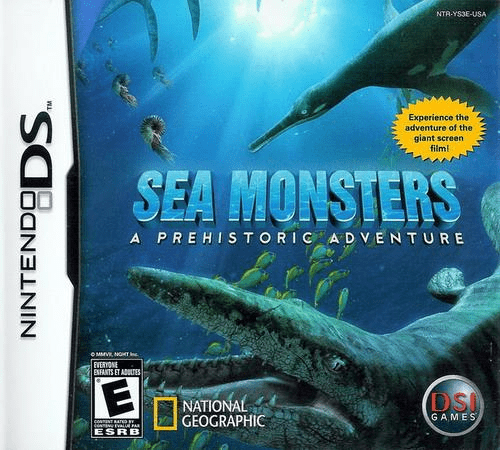 NTR-YS3E-USA
NINTENDO DS™
Experience the
adventure of the
giant screen
film!
SEA MONSTERS
A PREHISTORIC ADVENTURE
© MMVII, NGHT Inc.
EVERYONE
ENFANTS ET ADULTES
E
CONTENT RATED BY
CONTENU ÉVALUÉ PAR
ESRB
NATIONAL
GEOGRAPHIC
DSI
GAMES